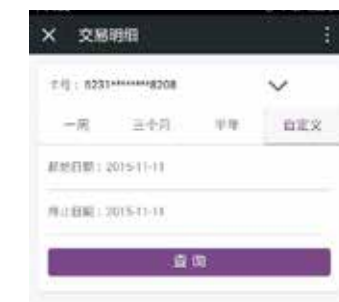 交易明细
卡号：6231********8208
一周 三个月 半年 自定义
起始日期：2015-11-11
终止日期：2015-11-11
查询